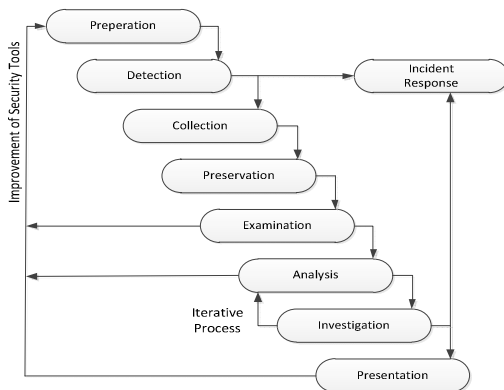 Preperation
Improvement of Security Tools
Detection
Incident
Response
Collection
Preservation
Examination
Analysis
Iterative
Process
Investigation
Presentation